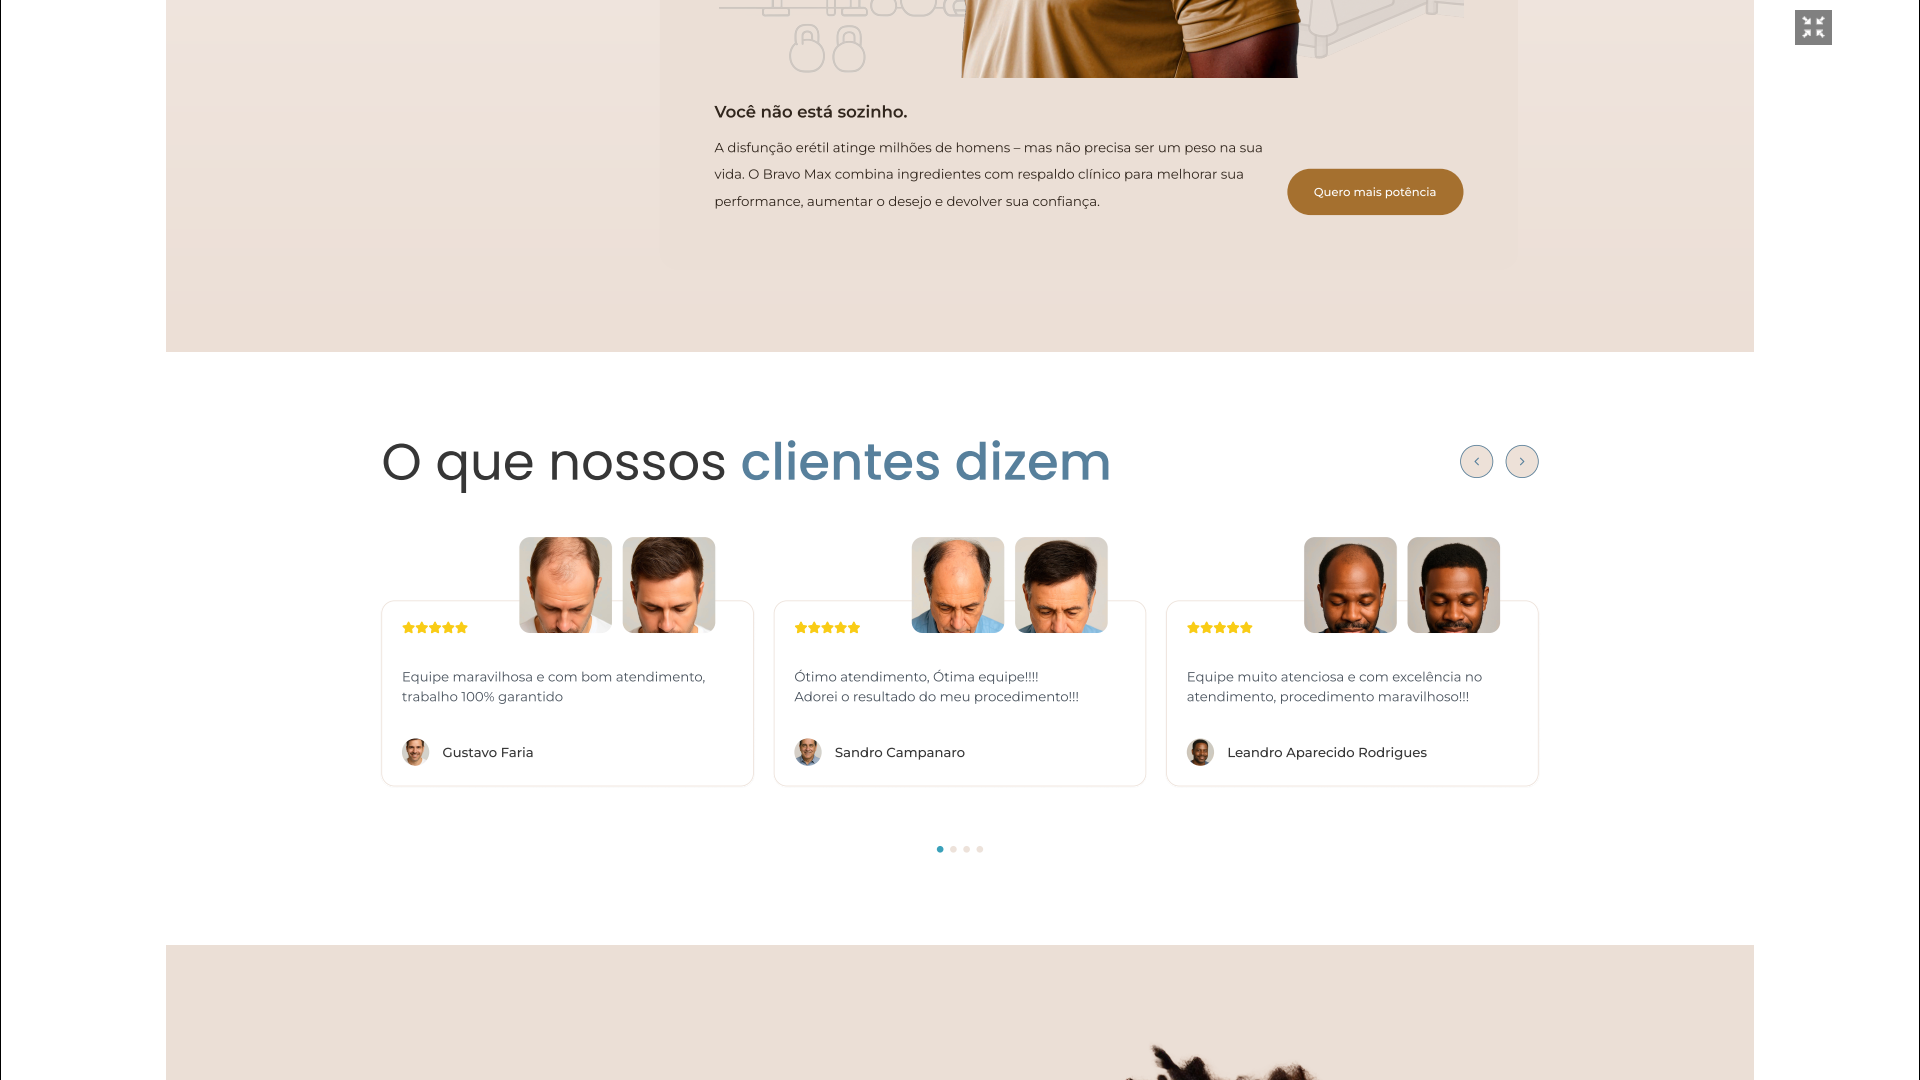 Você não está sozinho.
A disfunção erétil atinge milhões de homens – mas não precisa ser um peso na sua
vida. O Bravo Max combina ingredientes com respaldo clínico para melhorar sua
performance, aumentar o desejo e devolver sua confiança.
Quero mais potência
O que nossos clientes dizem
Equipe maravilhosa e com bom atendimento,
trabalho 100% garantido
Gustavo Faria
Ótimo atendimento, Ótima equipe!!!!
Adorei o resultado do meu procedimento!!!
Sandro Campanaro
Equipe muito atenciosa e com excelência no
atendimento, procedimento maravilhoso!!!
Leandro Aparecido Rodrigues